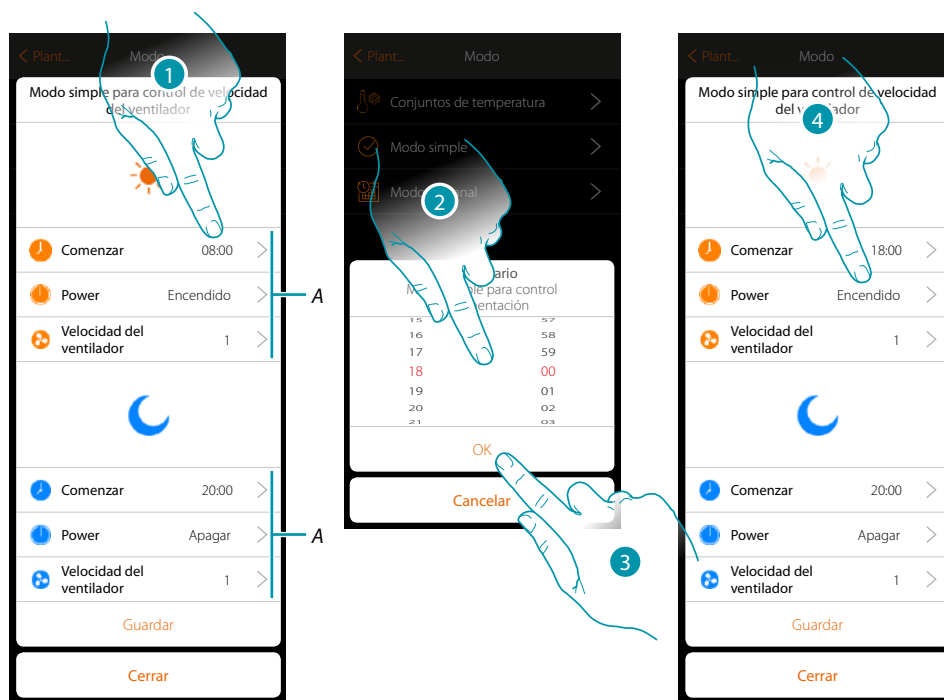 Plant...
Modo
1
Modo simple para control de velocidad
del ventilador
Comenzar
08:00
Power
Encendido
A
Velocidad del
ventilador
1
Comenzar
20:00
Power
Apagar
A
Velocidad del
ventilador
1
Guardar
Cerrar
Plant...
Modo
Conjuntos de temperatura
Modo simple
2
para control
15 57
16 58
17 59
18 00
19 01
20 02
21 03
OK
Cancelar
3
Plant...
Modo
Modo simple para control de velocidad
del
4
Comenzar
18:00
Power
Encendido
Velocidad del
ventilador
1
Comenzar
20:00
Power
Apagar
Velocidad del
ventilador
1
Guardar
Cerrar